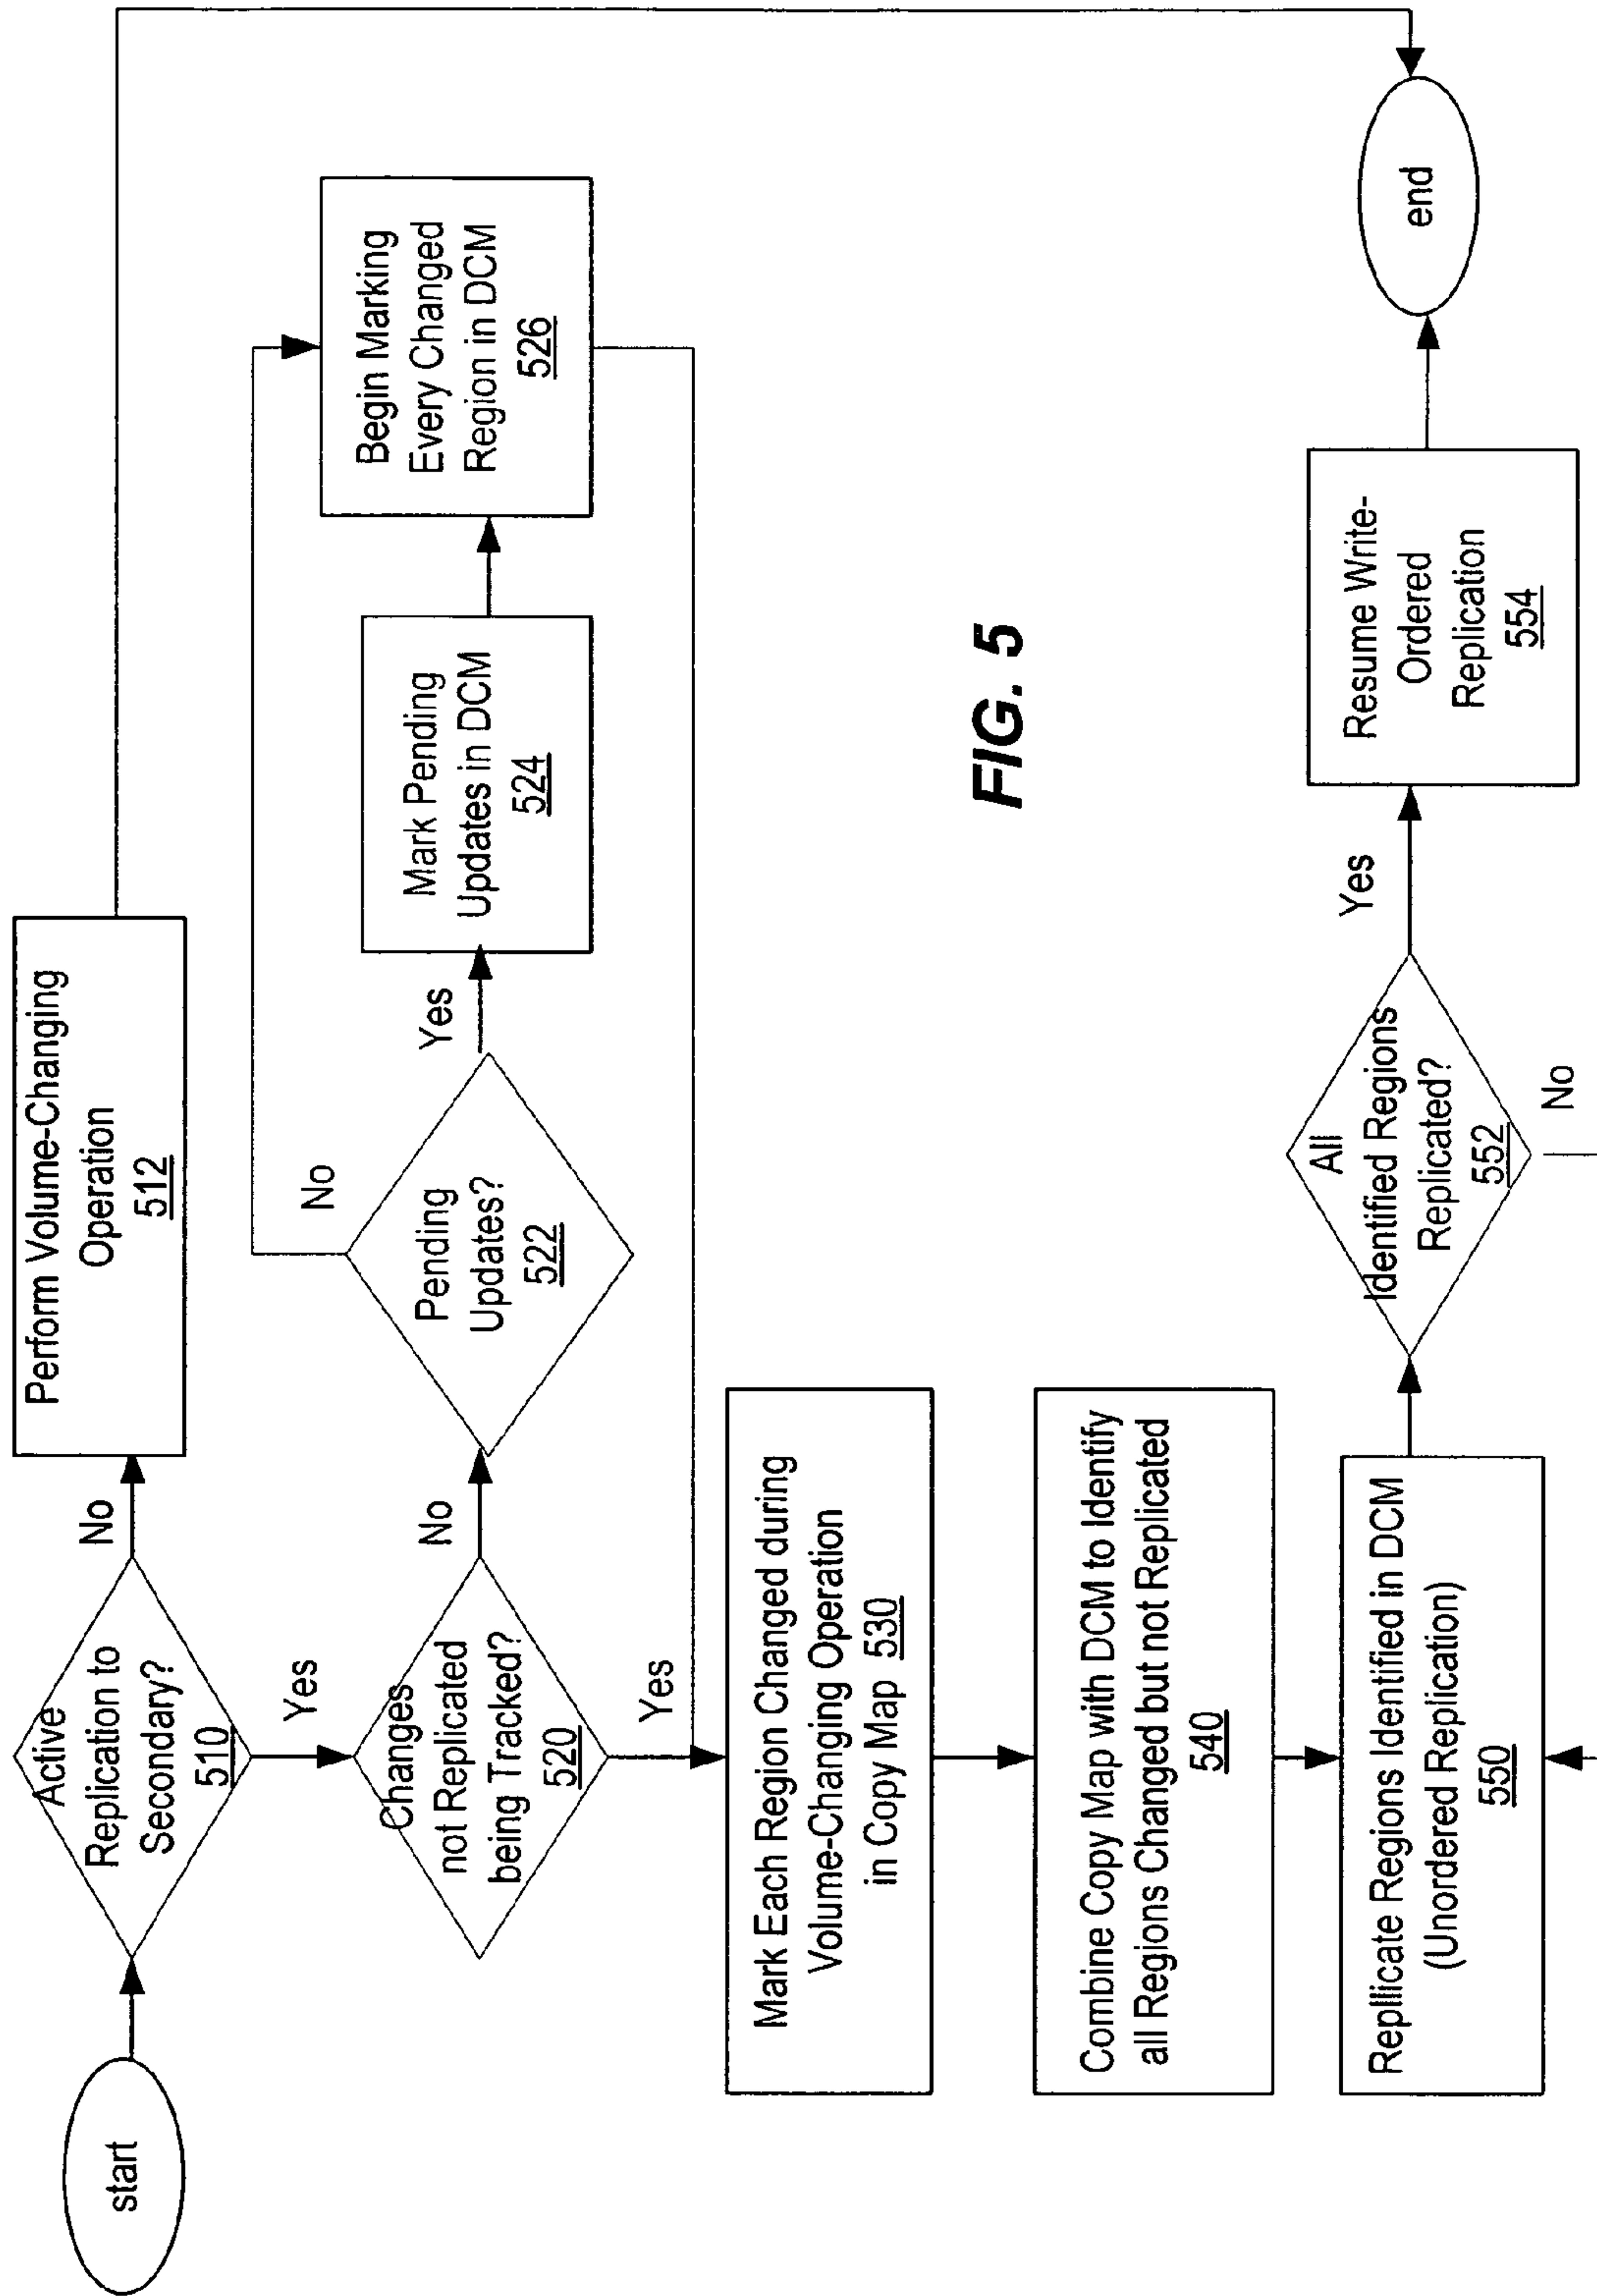 start
Active
Replication to
Secondary?
510
No
Perform Volume-Changing
Operation
512
Yes
Changes
not Replicated
being Tracked?
520
No
Pending
Updates?
522
No
Yes
Mark Pending
Updates in DCM
524
Begin Marking
Every Changed
Region in DCM
526
Yes
Mark Each Region Changed during
Volume-Changing Operation
in Copy Map 530
Combine Copy Map with DCM to Identify
all Regions Changed but not Replicated
540
Repllicate Regions Identified in DCM
(Unordered Replication)
550
All
Identified Regions
Replicated?
552
No
Yes
Resume Write-
Ordered
Replication
554
end
FIG. 5